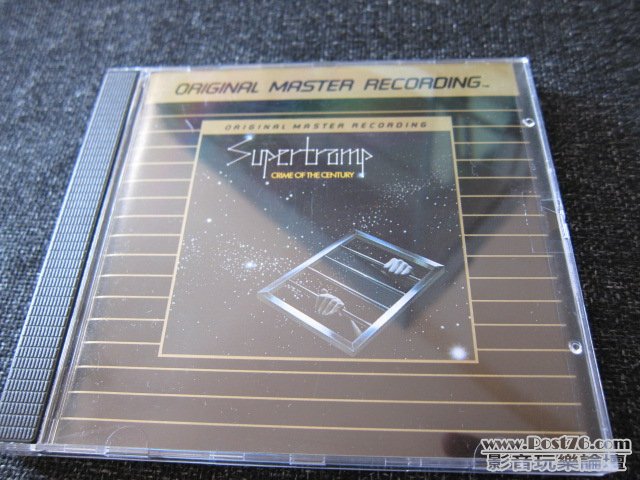 ORIGINAL MASTER RECORDING™
ORIGINAL MASTER RECORDING
Supertramp
CRIME OF THE CENTURY
www.Post76.com
影音玩樂論壇